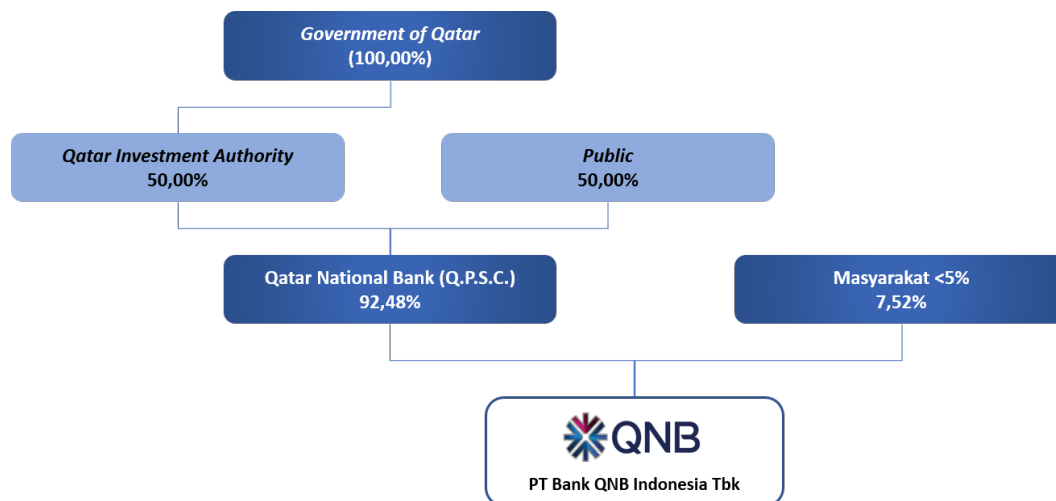 Government of Qatar
(100,00%)
Qatar Investment Authority
50,00%
Public
50,00%
Qatar National Bank (Q.P.S.C.)
92,48%
Masyarakat <5%
7,52%
QNB
PT Bank QNB Indonesia Tbk